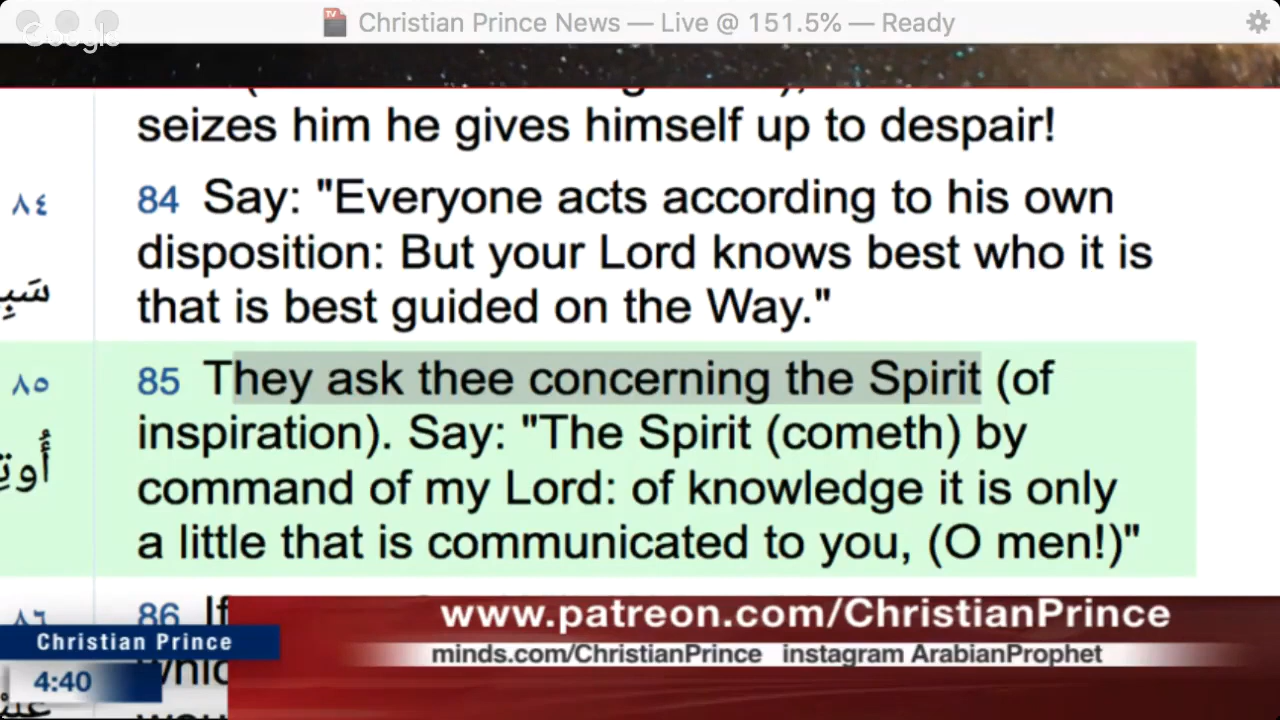 Christian Prince News — Live @ 151.5% — Ready
Google
seizes him he gives himself up to despair!
٨٤
84 Say: "Everyone acts according to his own
disposition: But your Lord knows best who it is
that is best guided on the Way."
٨٥
85 They ask thee concerning the Spirit (of
inspiration). Say: "The Spirit (cometh) by
command of my Lord: of knowledge it is only
a little that is communicated to you, (O men!)"
٨٦
86 If
www.patreon.com/ChristianPrince
Christian Prince
minds.com/ChristianPrince instagram ArabianProphet
4:40